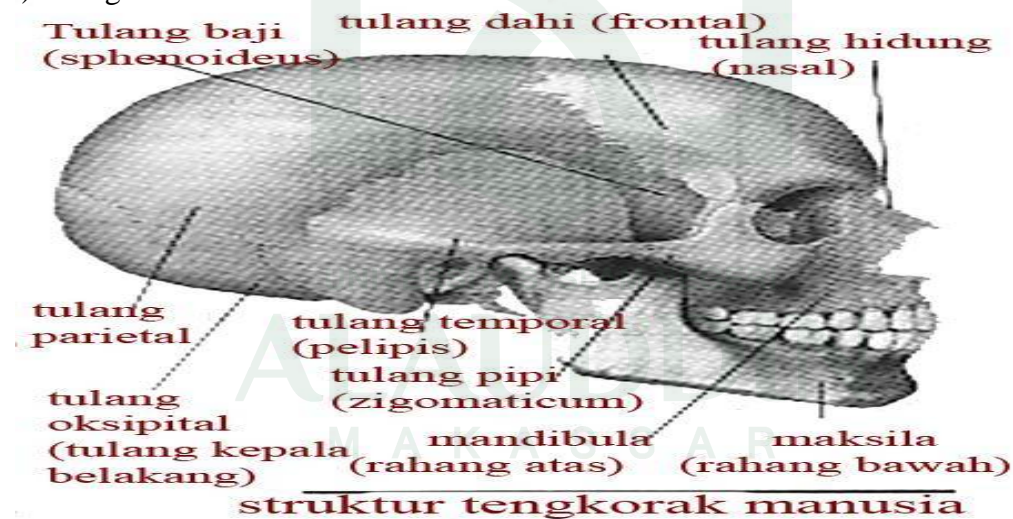 Tulang baji
(sphenoideus)
tulang dahi (frontal)
tulang hidung
(nasal)
tulang
parietal
tulang temporal
(pelipis)
tulang pipi
(zigomaticum)
tulang
oksipital
(tulang kepala
belakang)
mandibula
(rahang atas)
maksila
(rahang bawah)
struktur tengkorak manusia
MAKASSAR